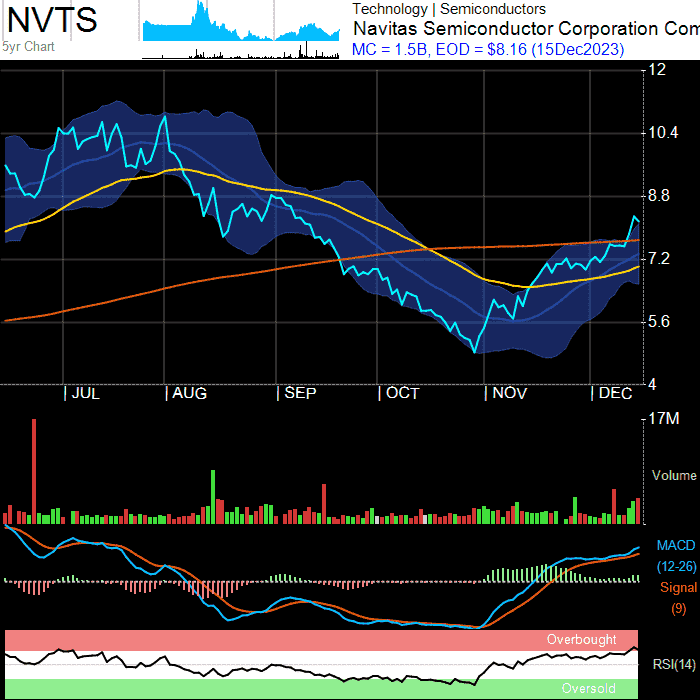 NVTS
5yr Chart
Technology | Semiconductors
Navitas Semiconductor Corporation Com
MC = 1.5B, EOD = $8.16 (15Dec2023)
12
10.4
8.8
7.2
5.6
4
JUL
AUG
SEP
OCT
NOV
DEC
17M
Volume
MACD
(12-26)
Signal
(9)
Overbought
RSI(14)
Oversold